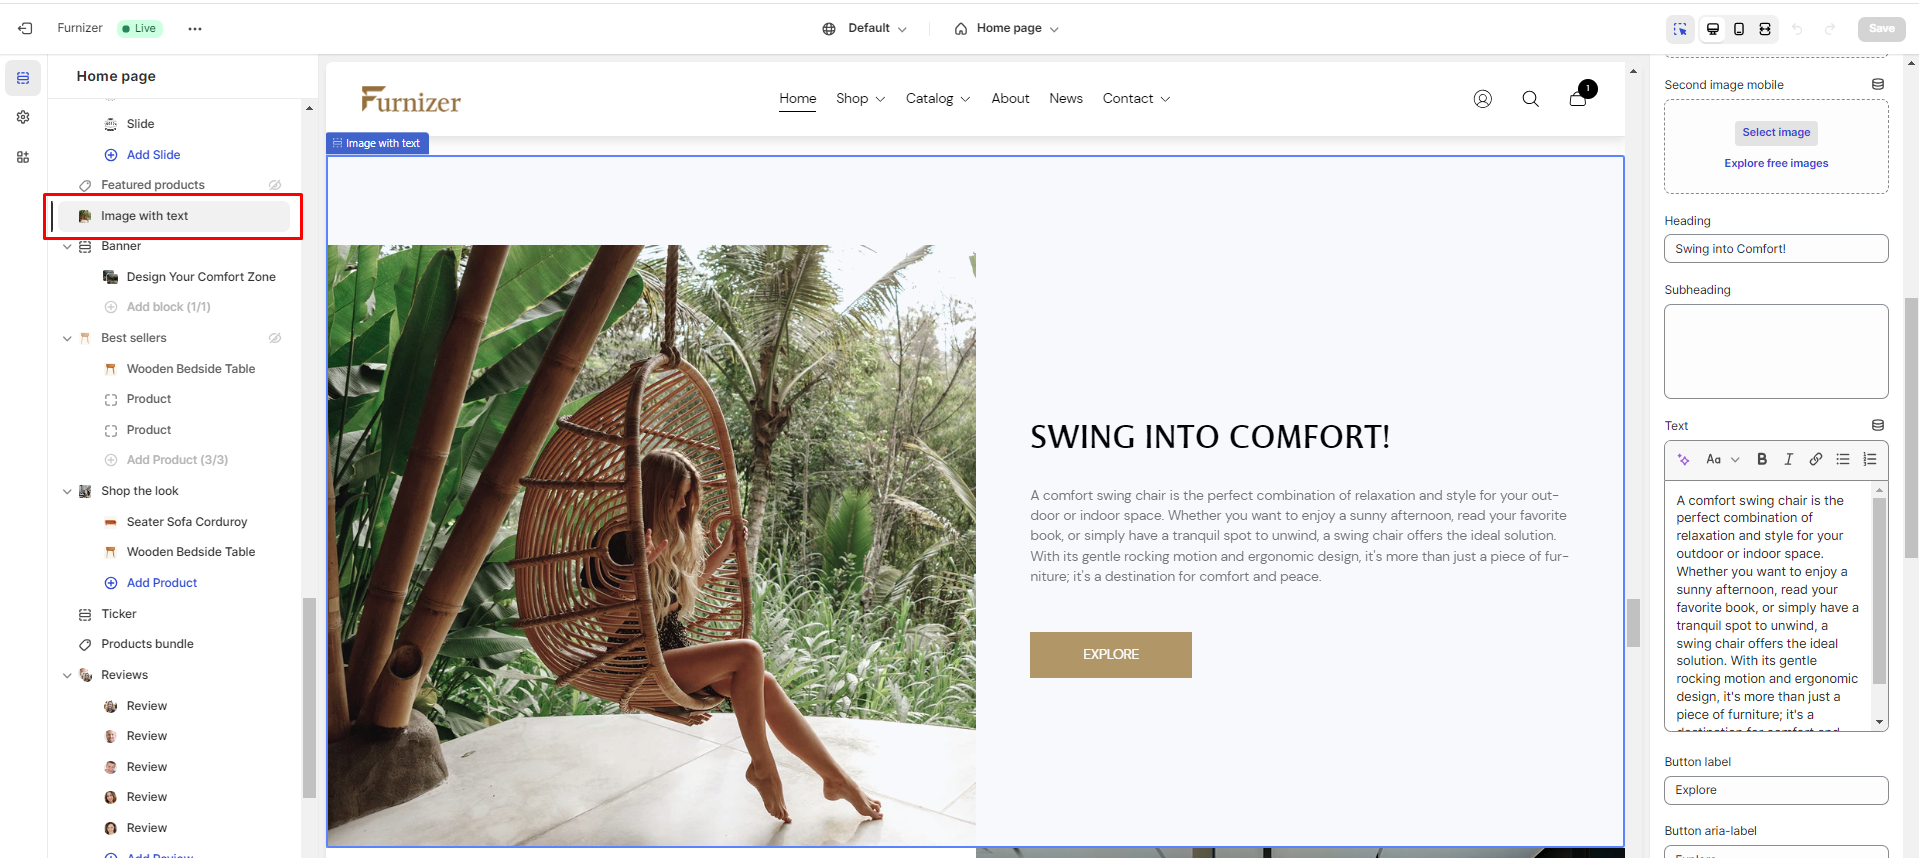 Furnizer
Live
Default
Home page
Save
Home page
Slide
Add Slide
Featured products
Image with text
Banner
Design Your Comfort Zone
Add block (1/1)
Best sellers
Wooden Bedside Table
Product
Product
Add Product (3/3)
Shop the look
Seater Sofa Corduroy
Wooden Bedside Table
Add Product
Ticker
Products bundle
Reviews
Review
Review
Review
Review
Review
Add Review
Furnizer
Home
Shop
Catalog
About
News
Contact
1
Image with text
SWING INTO COMFORT!
A comfort swing chair is the perfect combination of relaxation and style for your out-
door or indoor space. Whether you want to enjoy a sunny afternoon, read your favorite
book, or simply have a tranquil spot to unwind, a swing chair offers the ideal solution.
With its gentle rocking motion and ergonomic design, it's more than just a piece of fur-
niture; it's a destination for comfort and peace.
EXPLORE
Second image mobile
Select image
Explore free images
Heading
Swing into Comfort!
Subheading
Text
Aa
B
I
A comfort swing chair is the
perfect combination of
relaxation and style for your
outdoor or indoor space.
Whether you want to enjoy a
sunny afternoon, read your
favorite book, or simply have a
tranquil spot to unwind, a
swing chair offers the ideal
solution. With its gentle
rocking motion and ergonomic
design, it's more than just a
piece of furniture; it's a
destination for comfort and
Button label
Explore
Button aria-label
Explore